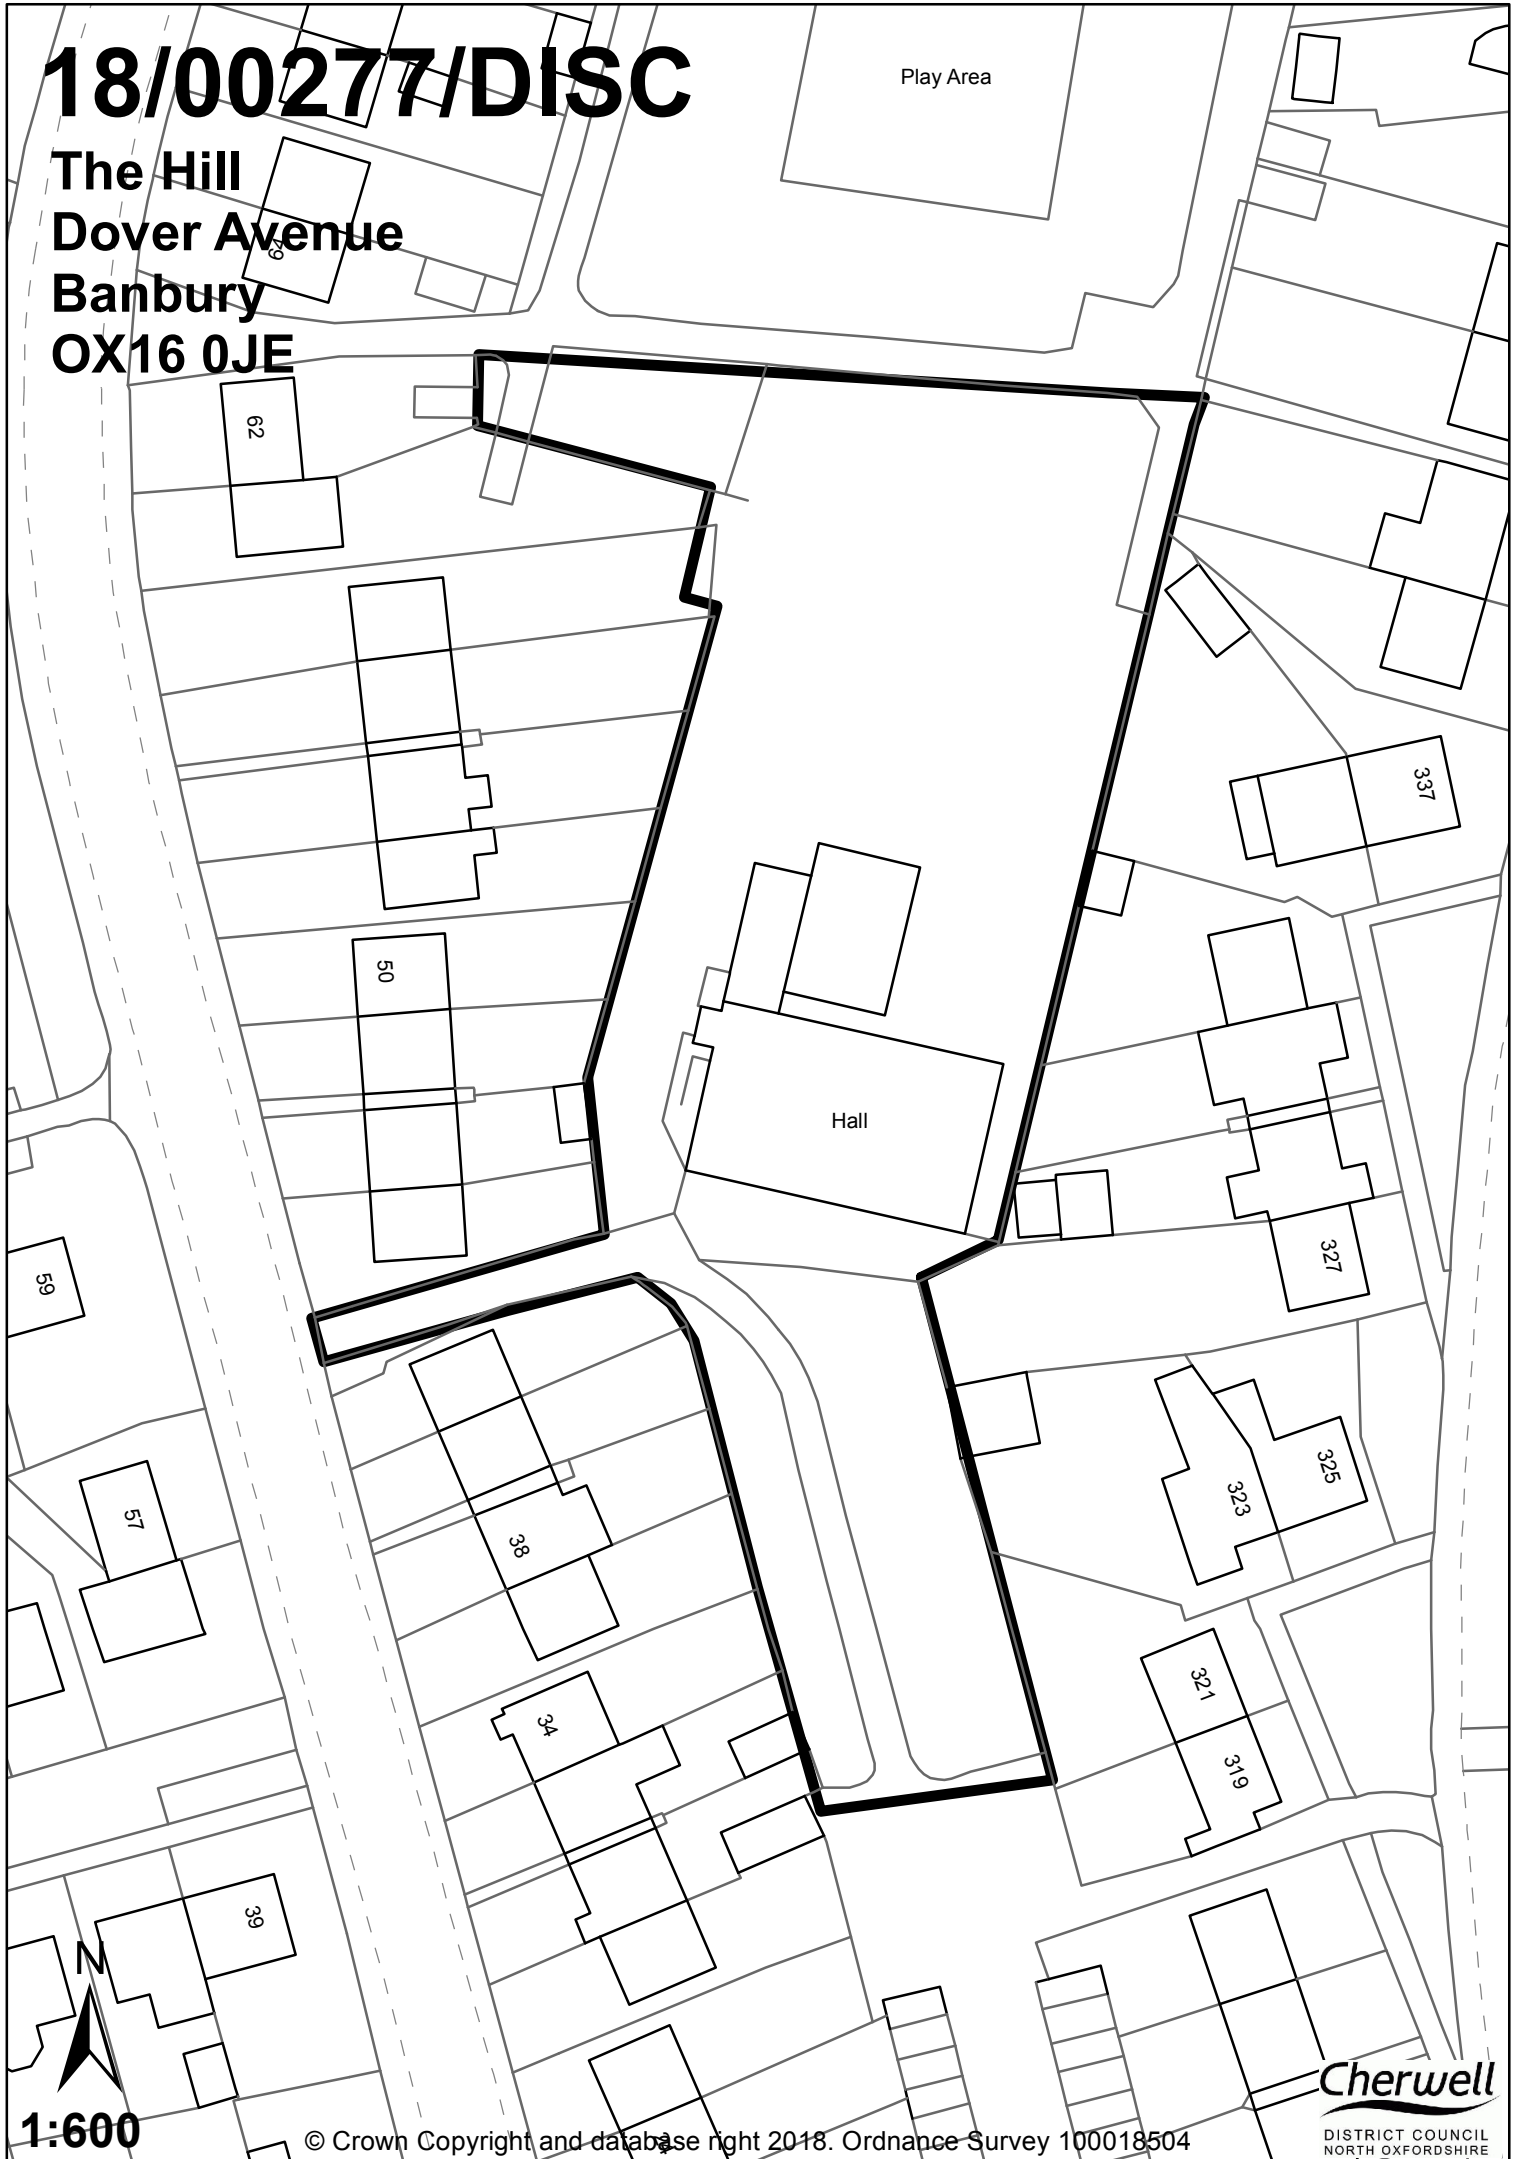 18/00277/DISC
The Hill
Dover Avenue
Banbury
OX16 0JE
Play Area
64
62
337
50
Hall
327
59
325
323
57
38
321
34
319
39
N
1:600
© Crown Copyright and database right 2018. Ordnance Survey 100018504
Cherwell
DISTRICT COUNCIL
NORTH OXFORDSHIRE